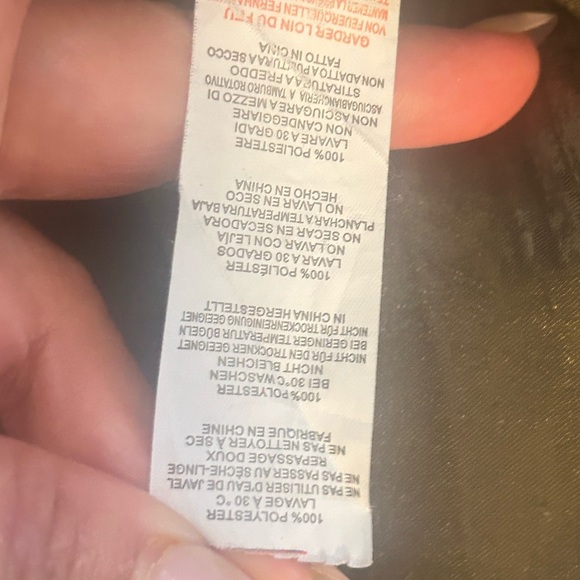 100% POLYESTER
LAVAGE À 30 °C
NE PAS UTILISER D'EAU DE JAVEL
NE PAS PASSER AU SÈCHE-LINGE
REPASSAGE DOUX
NE PAS NETTOYER À SEC
FABRIQUE EN CHINE
100% POLYESTER
BEI 30°C WASCHEN
NICHT BLEICHEN
NICHT FÜR DEN TROCKNER GEEIGNET
BEI GERINGER TEMPERATUR BÜGELN
NICHT FÜR TROCKENREINIGUNG GEEIGNET
IN CHINA HERGESTELLT
100% POLIÉSTER
LAVAR A 30 GRADOS
NO LAVAR CON LEJÍA
NO SECAR EN SECADORA
PLANCHAR A TEMPERATURA BAJA
NO LAVAR EN SECO
HECHO EN CHINA
100% POLIESTERE
LAVARE A 30 GRADI
NON CANDEGGIARE
NON ASCIUGARE A MEZZO DI
ASCIUGABIANCHERIA A TAMBURO ROTATIVO
STIRATURA A FREDDO
NON ADATTO A PULITURA A SECCO
FATTO IN CINA
GARDER LOIN DU FEU
VON FEUERQUELLEN